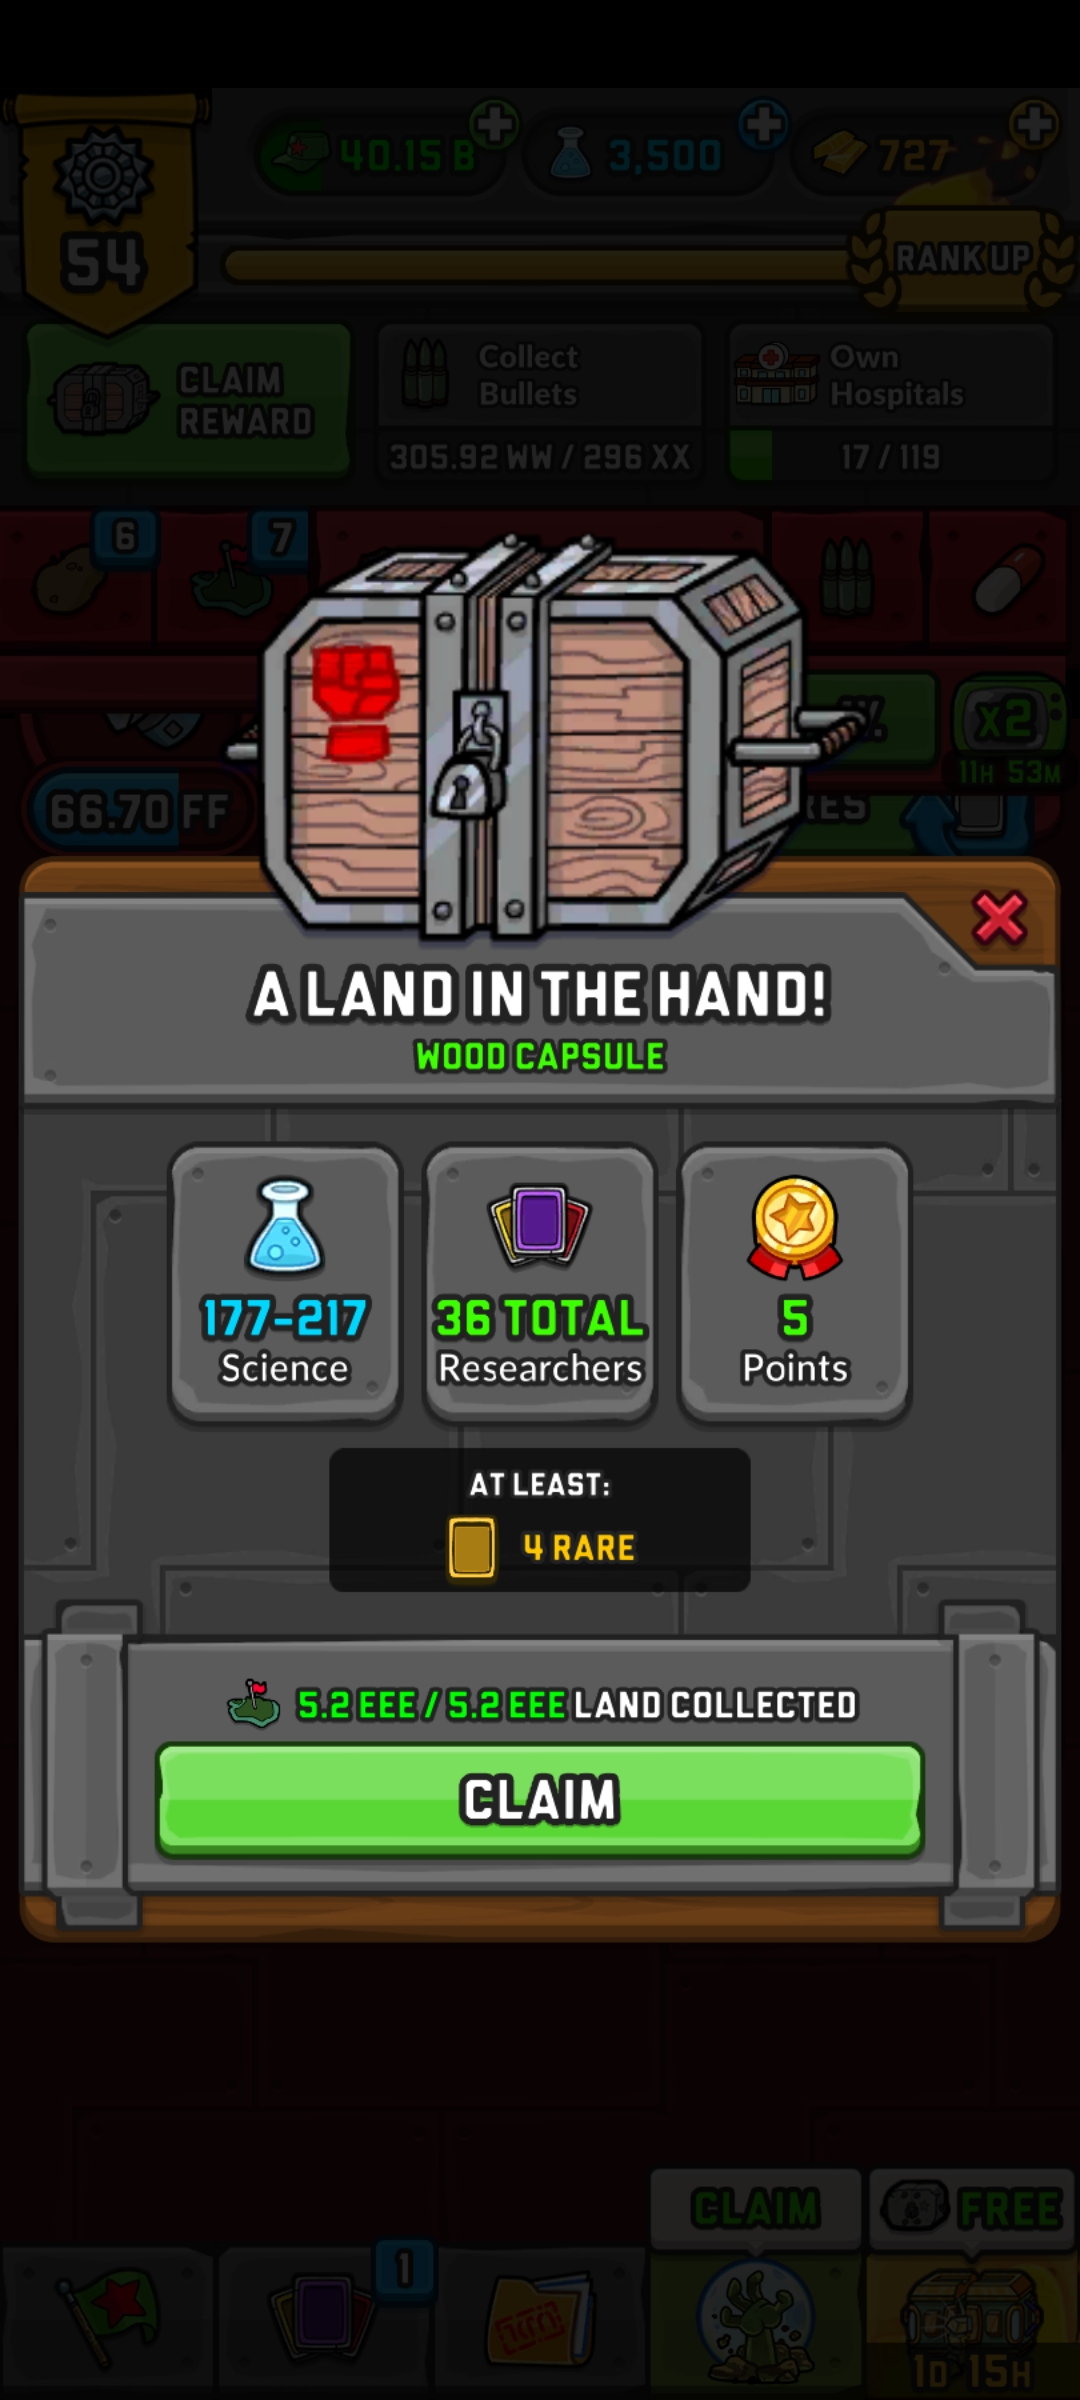 40.15 B
3,500
727
54
RANK UP
CLAIM
REWARD
Collect
Bullets
305.92 WW / 296 XX
Own
Hospitals
17 / 119
6
7
%
X2
11H 53M
66.70 FF
RES
A LAND IN THE HAND!
WOOD CAPSULE
177-217
Science
36 TOTAL
Researchers
5
Points
AT LEAST:
4 RARE
5.2 EEE / 5.2 EEE LAND COLLECTED
CLAIM
CLAIM
FREE
1
1D 15H